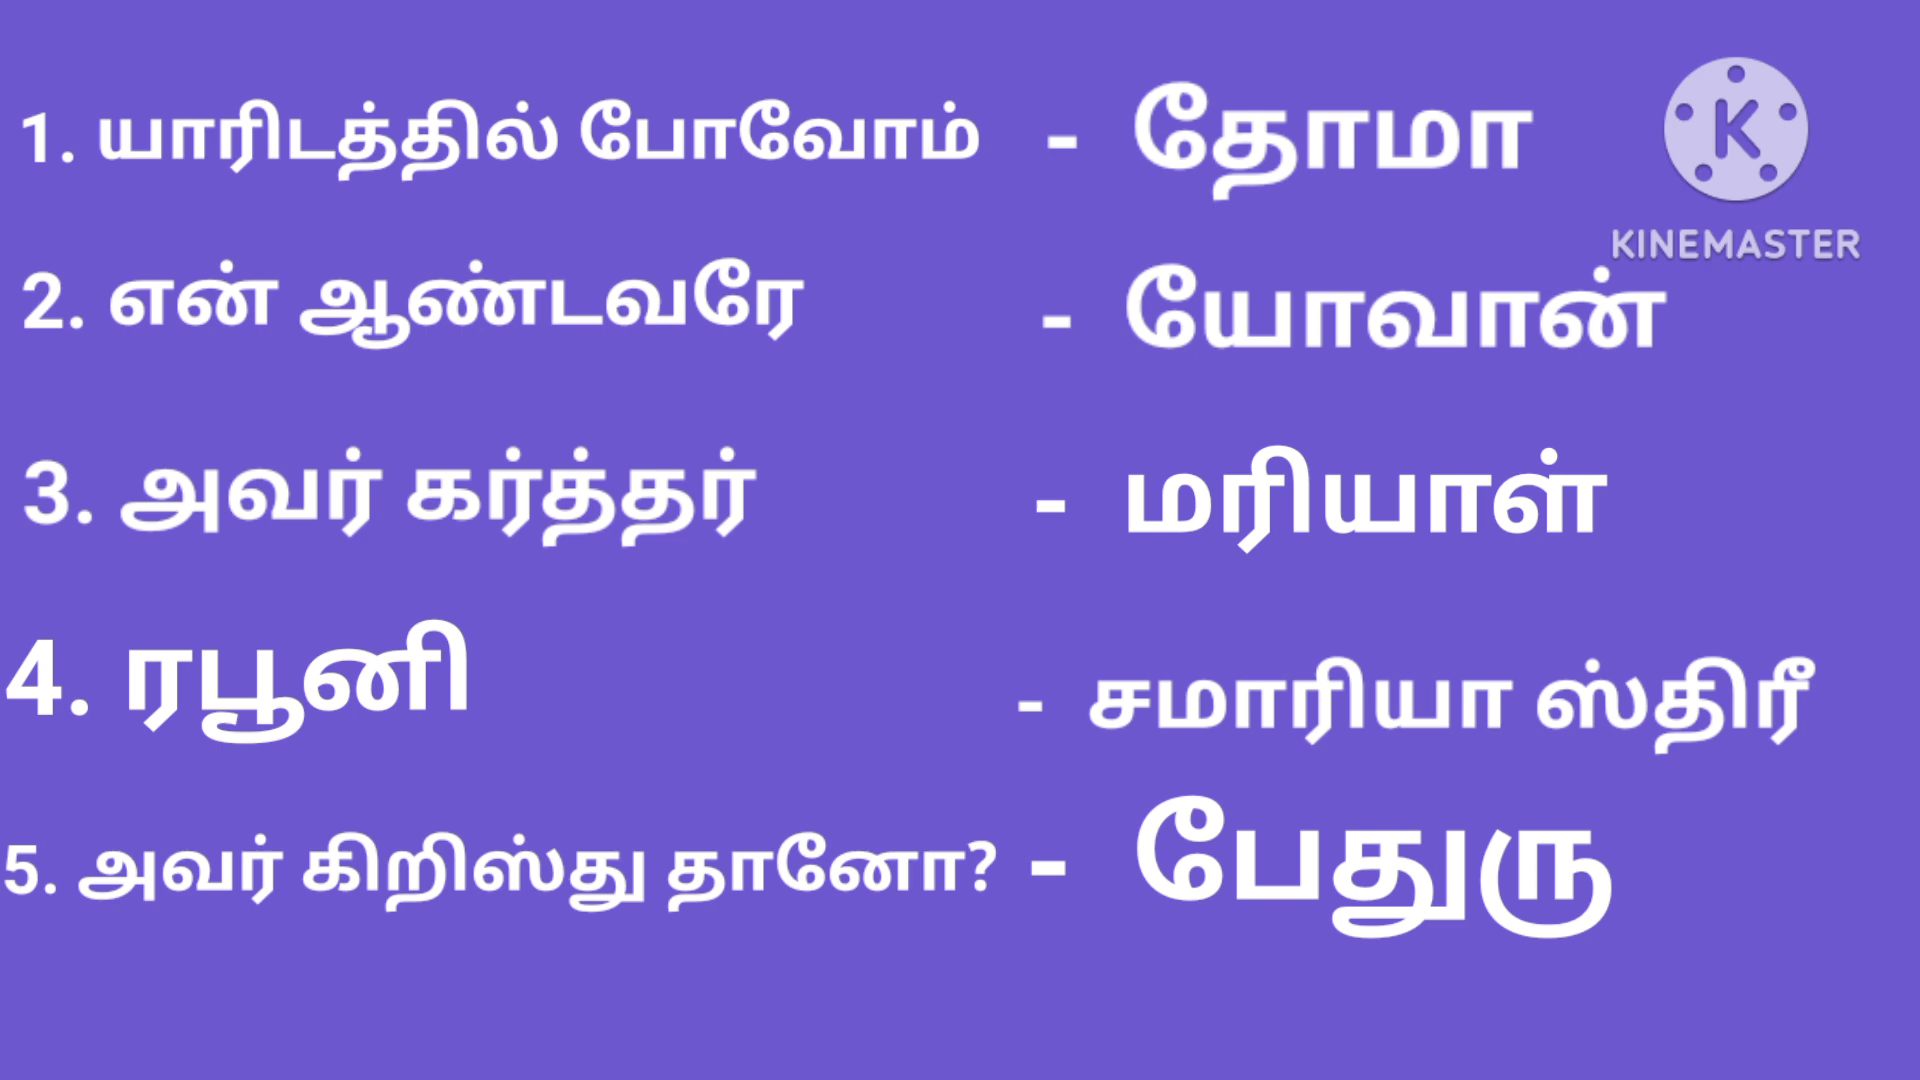 1. யாரிடத்தில் போவோம் - தோமா
KINEMASTER
2. என் ஆண்டவரே - யோவான்
3. அவர் கர்த்தர் - மரியாள்
4. ரபூனி - சமாரியா ஸ்திரீ
5. அவர் கிறிஸ்து தானோ? - பேதுரு